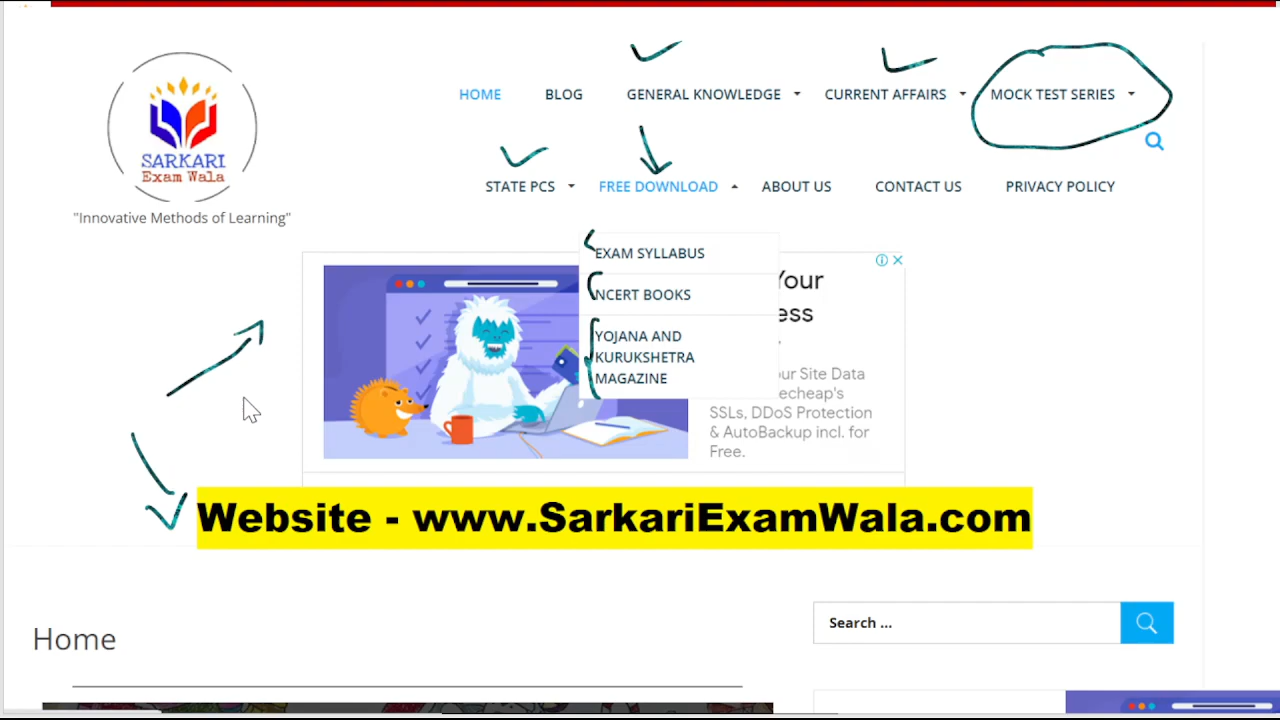 SARKARI
Exam Wala
"Innovative Methods of Learning"
HOME BLOG GENERAL KNOWLEDGE CURRENT AFFAIRS MOCK TEST SERIES
STATE PCS FREE DOWNLOAD ABOUT US CONTACT US PRIVACY POLICY
EXAM SYLLABUS
NCERT BOOKS
YOJANA AND
KURUKSHETRA
MAGAZINE
Your
ess
our Site Data
echeap's
SSLs, DDoS Protection
& AutoBackup incl. for
Free.
Website - www.SarkariExamWala.com
Home
Search ...